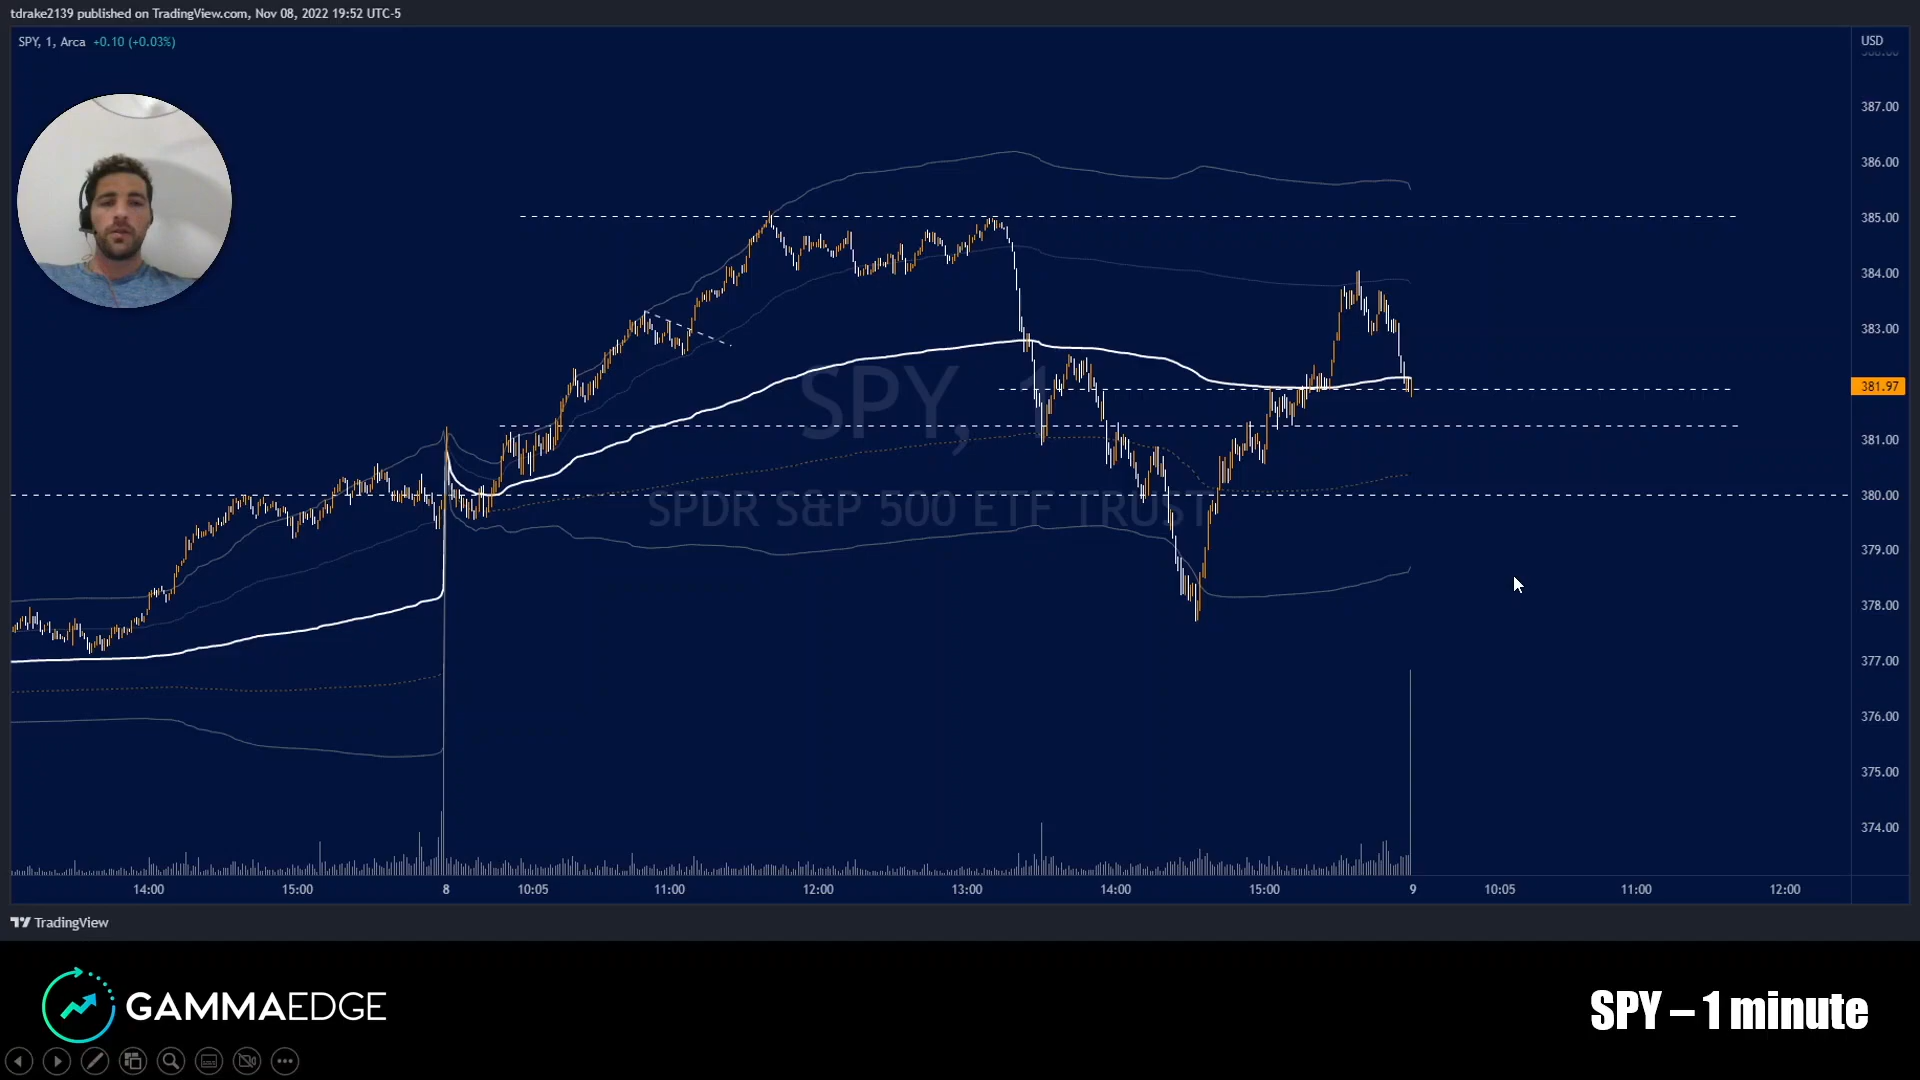 tdrake2139 published on TradingView.com, Nov 08, 2022 19:52 UTC-5
SPY, 1, Arca +0.10 (+0.03%)
USD
388.00
387.00
386.00
385.00
384.00
383.00
381.97
381.00
380.00
379.00
378.00
377.00
376.00
375.00
374.00
SPY, 1
SPDR S&P 500 ETF TRUST
14:00 15:00 8 10:05 11:00 12:00 13:00 14:00 15:00 9 10:05 11:00 12:00
TradingView
GAMMAEDGE
SPY – 1 minute